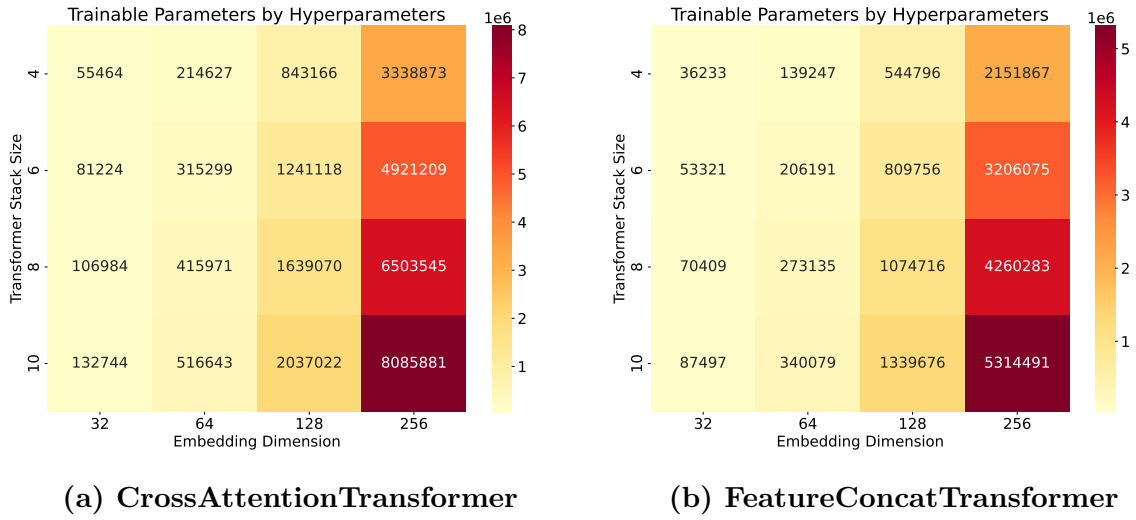 Trainable Parameters by Hyperparameters
1e6
Transformer Stack Size
4
55464 214627 843166 3338873
6
81224 315299 1241118 4921209
8
106984 415971 1639070 6503545
10
132744 516643 2037022 8085881
32 64 128 256
Embedding Dimension
8
7
6
5
4
3
2
1
(a) CrossAttentionTransformer
Trainable Parameters by Hyperparameters
1e6
Transformer Stack Size
4
36233 139247 544796 2151867
6
53321 206191 809756 3206075
8
70409 273135 1074716 4260283
10
87497 340079 1339676 5314491
32 64 128 256
Embedding Dimension
5
4
3
2
1
(b) FeatureConcatTransformer